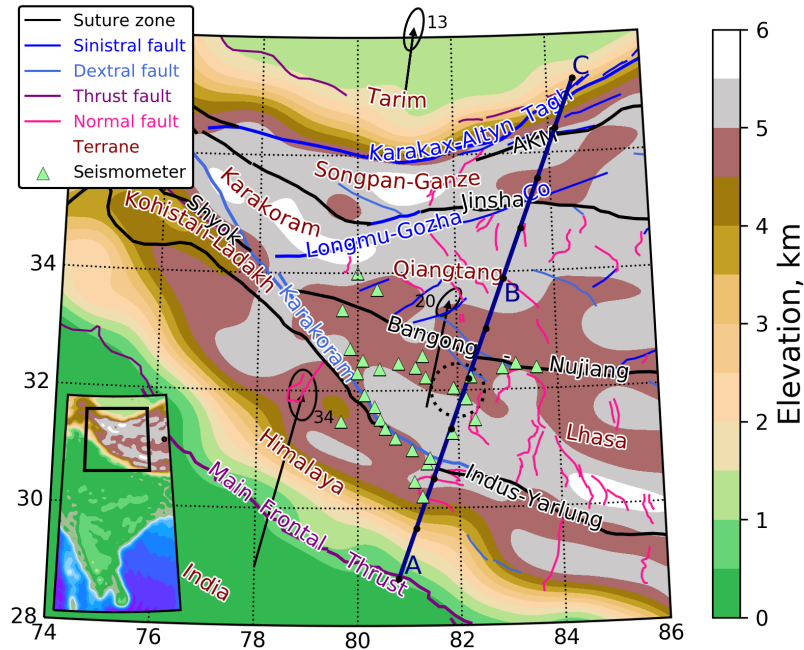 Suture zone
Sinistral fault
Dextral fault
Thrust fault
Normal fault
Terrane
Seismometer
13
C
Tarim
Karakax-Altyn Tagh
AKM
Songpan-Ganze
Karakoram
Jinsha
Co
Shyok
Kohistan-Ladakh
Longmu-Gozha
34
Qiangtang
Karakoram
20
B
Bangong
-
Nujiang
32
34
Lhasa
Himalaya
Indus-Yarlung
30
Main Frontal Thrust
A
India
28
74
76
78
80
82
84
86
6
5
4
3
2
1
0
Elevation, km